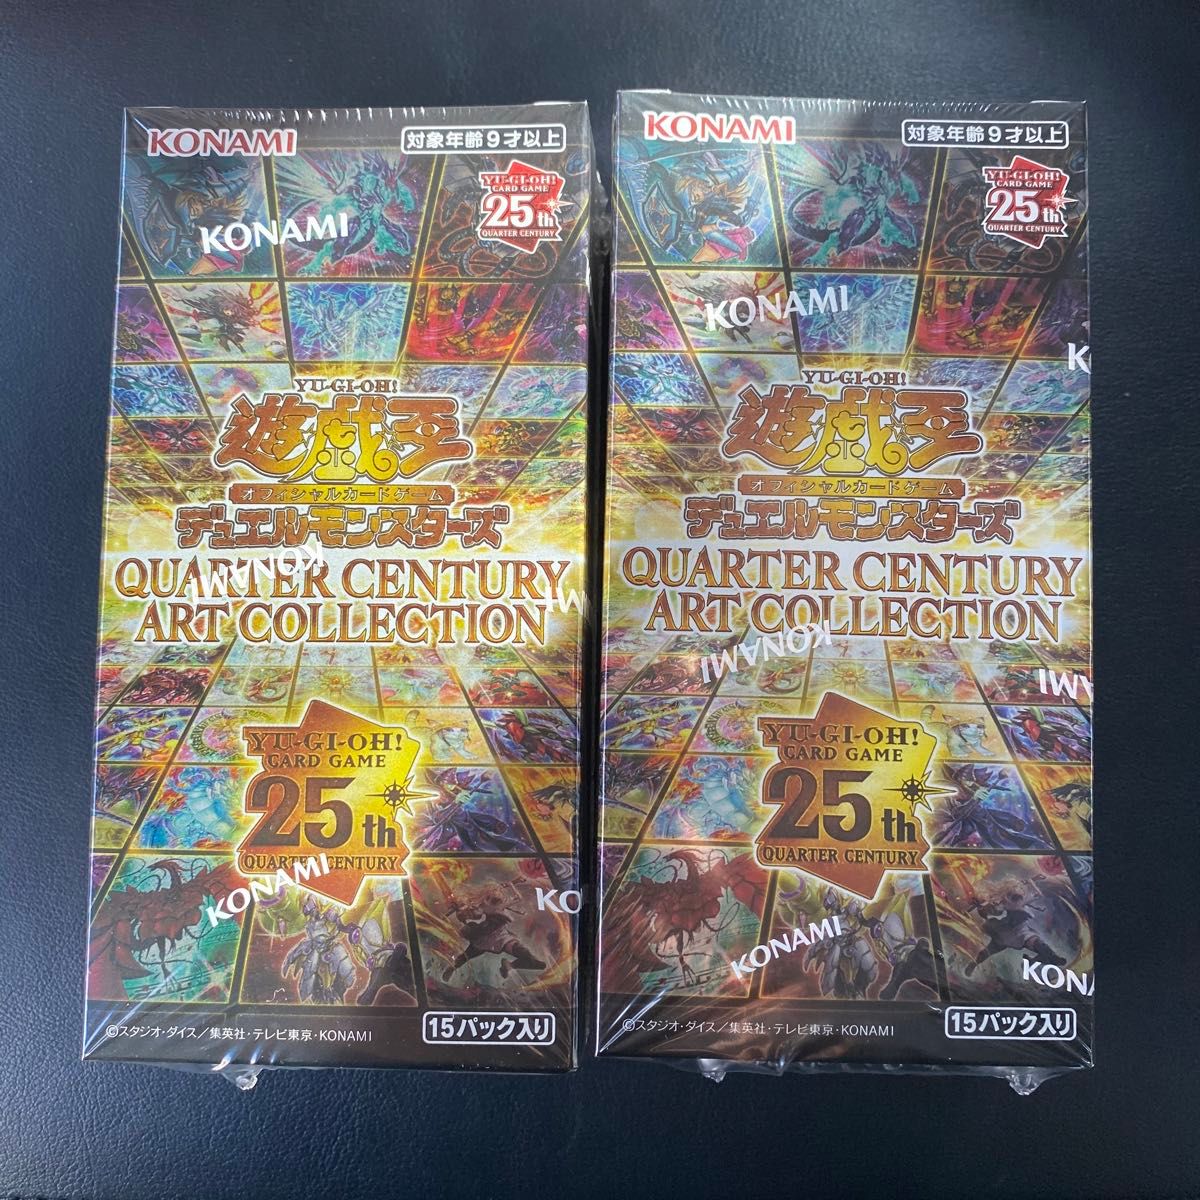 KONAMI
対象年齢9才以上
YU-GI-OH!
CARD GAME
25th
QUARTER CENTURY
KONAMI
YU-GI-OH!
遊戯王
オフィシャルカードゲーム
デュエルモンスターズ
KONAMI
QUARTER CENTURY
ART COLLECTION
YU-GI-OH!
CARD GAME
25th
QUARTER CENTURY
KONAMI
KO
©スタジオ・ダイス／集英社・テレビ東京・KONAMI
15パック入り
KONAMI
対象年齢9才以上
YU-GI-OH!
CARD GAME
25th
QUARTER CENTURY
KONAMI
K
YU-GI-OH!
遊戯王
オフィシャルカードゲーム
デュエルモンスターズ
QUARTER CENTURY
ART COLLECTION
KONAMI
AMI
YU-GI-OH!
CARD GAME
25th
QUARTER CENTURY
KONAMI
KONA
©スタジオ・ダイス／集英社・テレビ東京・KONAMI
15パック入り